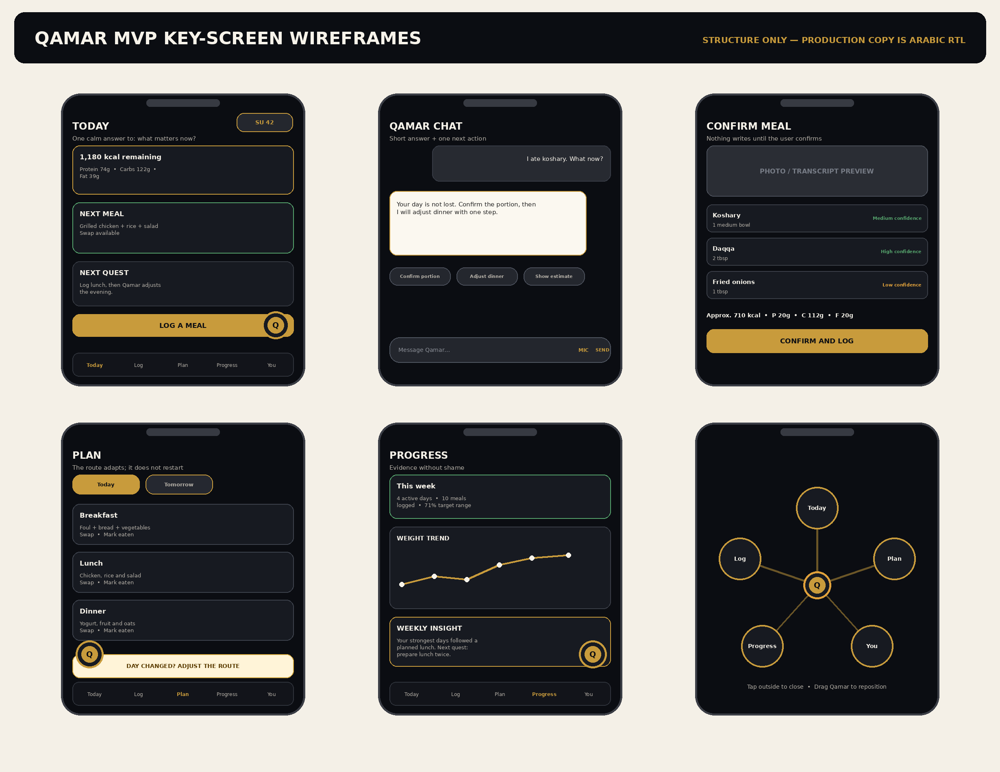 QAMAR MVP KEY-SCREEN WIREFRAMES
STRUCTURE ONLY — PRODUCTION COPY IS ARABIC RTL
TODAY
SU 42
One calm answer to: what matters now?
1,180 kcal remaining
Protein 74g • Carbs 122g •
Fat 39g
NEXT MEAL
Grilled chicken + rice + salad
Swap available
NEXT QUEST
Log lunch, then Qamar adjusts
the evening.
LOG A MEAL
Q
Today Log Plan Progress You
QAMAR CHAT
Short answer + one next action
I ate koshary. What now?
Your day is not lost. Confirm the portion, then
I will adjust dinner with one step.
Confirm portion Adjust dinner Show estimate
Message Qamar... MIC SEND
CONFIRM MEAL
Nothing writes until the user confirms
PHOTO / TRANSCRIPT PREVIEW
Koshary
1 medium bowl
Medium confidence
Daqqa
2 tbsp
High confidence
Fried onions
1 tbsp
Low confidence
Approx. 710 kcal • P 20g • C 112g • F 20g
CONFIRM AND LOG
PLAN
The route adapts; it does not restart
Today Tomorrow
Breakfast
Foul + bread + vegetables
Swap • Mark eaten
Lunch
Chicken, rice and salad
Swap • Mark eaten
Dinner
Yogurt, fruit and oats
Swap • Mark eaten
Q
DAY CHANGED? ADJUST THE ROUTE
Today Log Plan Progress You
PROGRESS
Evidence without shame
This week
4 active days • 10 meals
logged • 71% target range
WEIGHT TREND
WEEKLY INSIGHT
Your strongest days followed a
planned lunch. Next quest:
prepare lunch twice.
Q
Today Log Plan Progress You
Today
Log
Plan
Q
Progress
You
Tap outside to close • Drag Qamar to reposition